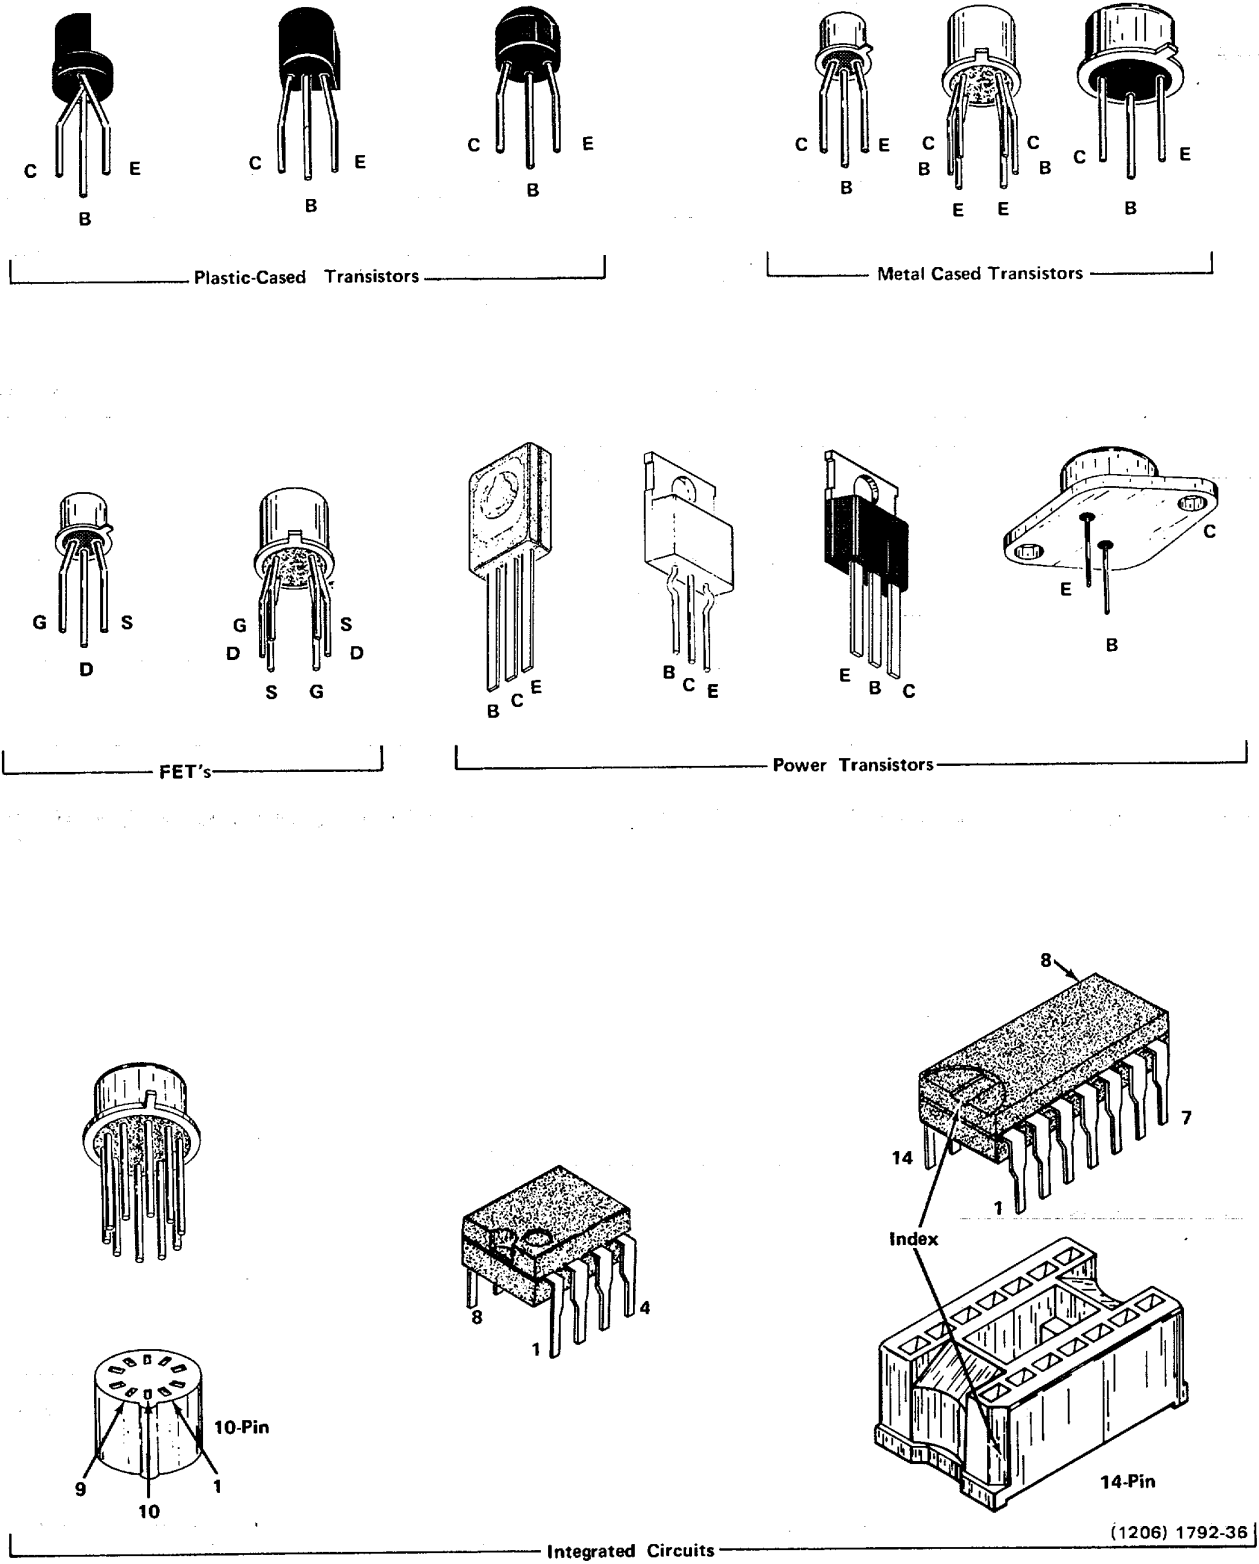 C B E
C B E
C B E
C B E
C B E C B E
C B E
Plastic-Cased Transistors
Metal Cased Transistors
G D S
G D S S D G
B C E
B C E
E B C
E B C
FET's
Power Transistors
8
7
14
1
Index
8
4
1
10-Pin
9
10
1
14-Pin
(1206) 1792-36
Integrated Circuits